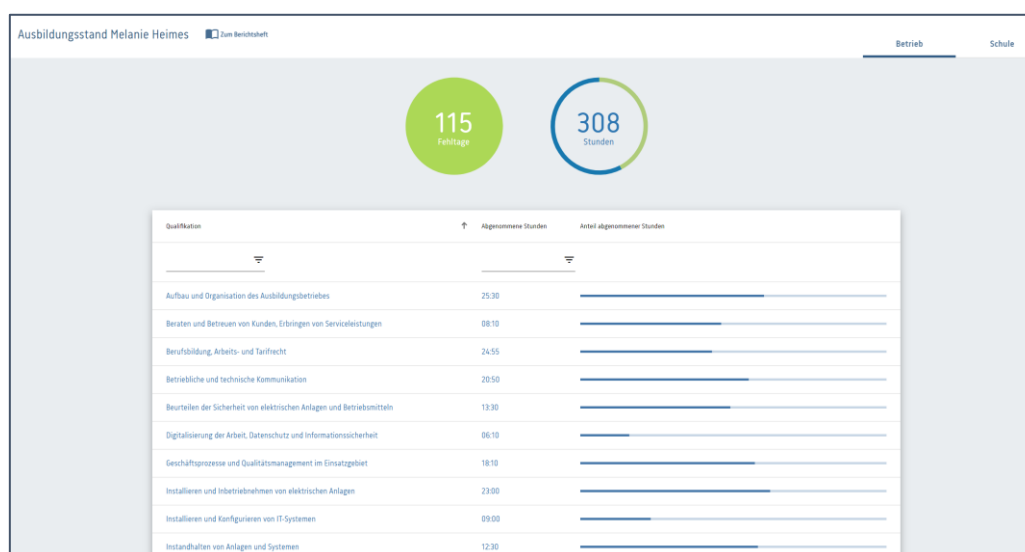 Ausbildungsstand Melanie Heimes Zum Berichtsheft
Betrieb Schule
115 308
Fehltage Stunden
Qualifikation Abgenommene Stunden Anteil abgenommener Stunden
Aufbau und Organisation des Ausbildungsbetriebes 25:30
Beraten und Betreuen von Kunden, Erbringen von Serviceleistungen 08:10
Berufsbildung, Arbeits- und Tarifrecht 24:55
Betriebliche und technische Kommunikation 20:50
Beurteilen der Sicherheit von elektrischen Anlagen und Betriebsmitteln 13:30
Digitalisierung der Arbeit, Datenschutz und Informationssicherheit 06:10
Geschäftsprozesse und Qualitätsmanagement im Einsatzgebiet 18:10
Installieren und Inbetriebnehmen von elektrischen Anlagen 23:00
Installieren und Konfigurieren von IT-Systemen 09:00
Instandhalten von Anlagen und Systemen 12:30